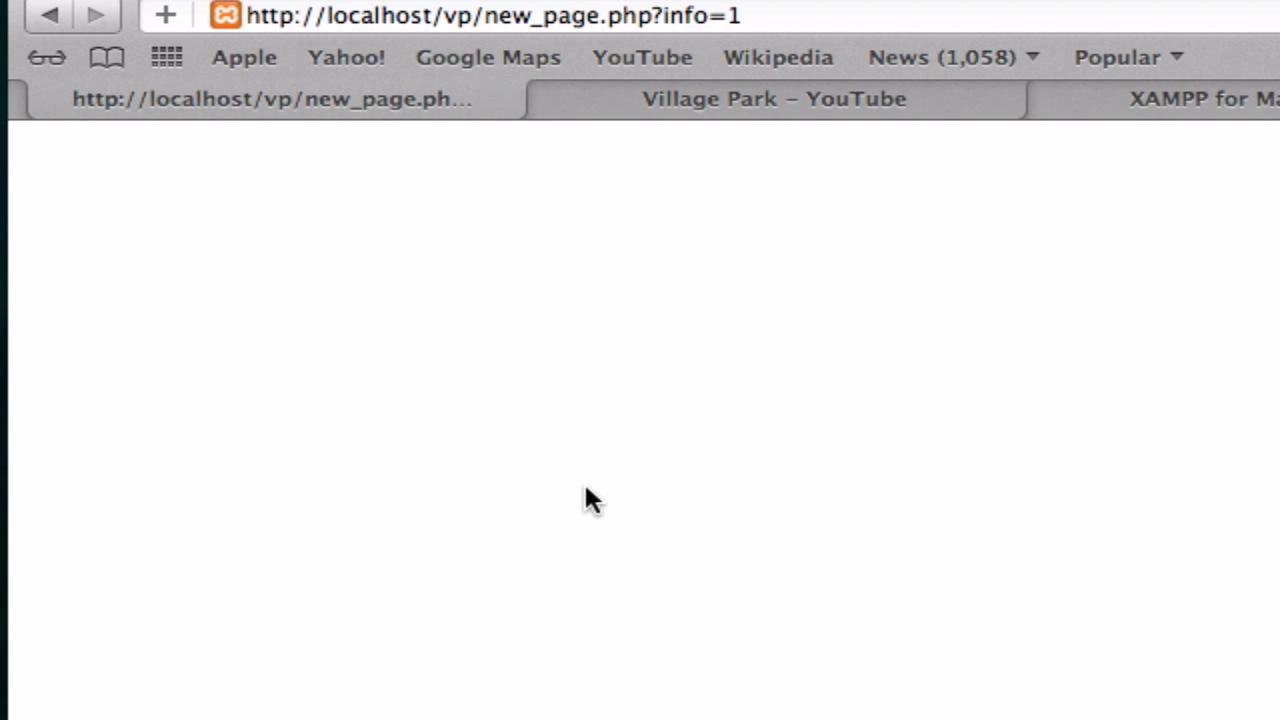 http://localhost/vp/new_page.php?info=1
Apple Yahoo! Google Maps YouTube Wikipedia News (1,058) Popular
http://localhost/vp/new_page.ph... Village Park – YouTube XAMPP for Ma